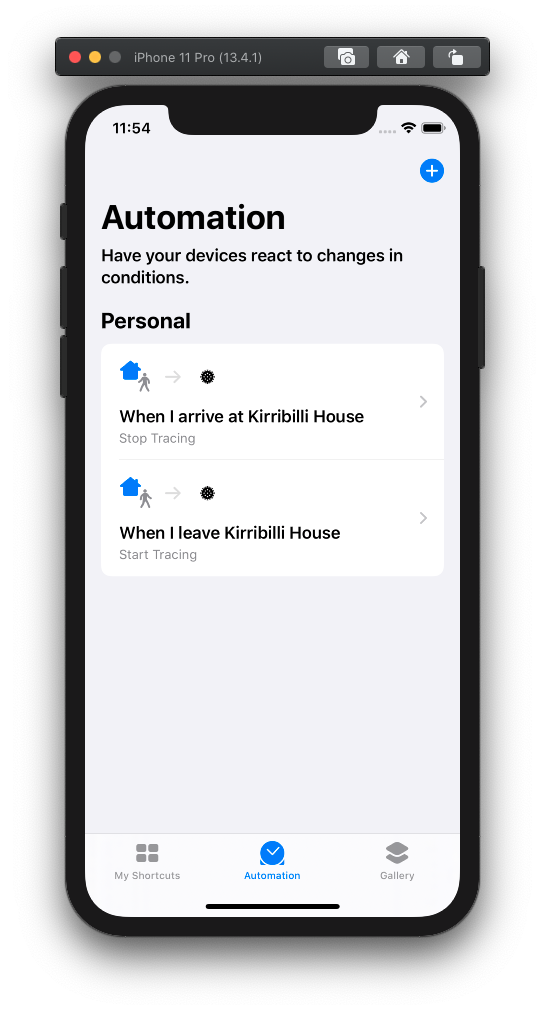 iPhone 11 Pro (13.4.1)
11:54
Automation
Have your devices react to changes in
conditions.
Personal
When I arrive at Kirribilli House
Stop Tracing
When I leave Kirribilli House
Start Tracing
My Shortcuts
Automation
Gallery